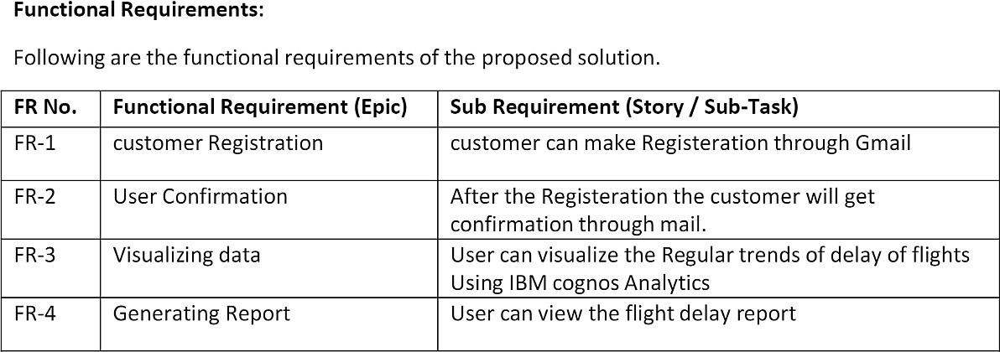 Functional Requirements:
Following are the functional requirements of the proposed solution.
FR No. Functional Requirement (Epic) Sub Requirement (Story / Sub-Task)
FR-1 customer Registration customer can make Registeration through Gmail
FR-2 User Confirmation After the Registeration the customer will get
confirmation through mail.
FR-3 Visualizing data User can visualize the Regular trends of delay of flights
Using IBM cognos Analytics
FR-4 Generating Report User can view the flight delay report